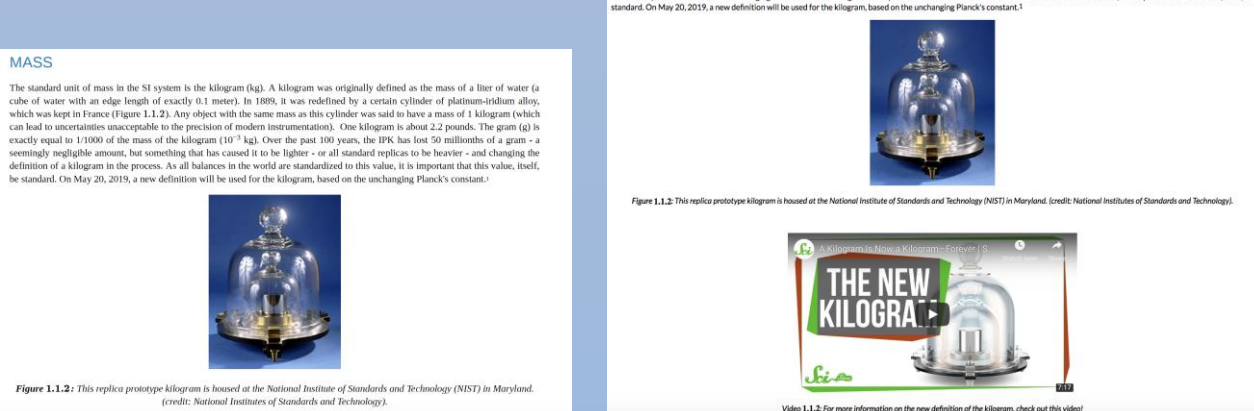 MASS
The standard unit of mass in the SI system is the kilogram (kg). A kilogram was originally defined as the mass of a liter of water (a
cube of water with an edge length of exactly 0.1 meter). In 1889, it was redefined by a certain cylinder of platinum-iridium alloy,
which was kept in France (Figure 1.1.2). Any object with the same mass as this cylinder was said to have a mass of 1 kilogram (which
can lead to uncertainties unacceptable to the precision of modern instrumentation). One kilogram is about 2.2 pounds. The gram (g) is
exactly equal to 1/1000 of the mass of the kilogram (10⁻³ kg). Over the past 100 years, the IPK has lost 50 millionths of a gram - a
seemingly negligible amount, but something that has caused it to be lighter - or all standard replicas to be heavier - and changing the
definition of a kilogram in the process. As all balances in the world are standardized to this value, it is important that this value, itself,
be standard. On May 20, 2019, a new definition will be used for the kilogram, based on the unchanging Planck's constant.¹
Figure 1.1.2: This replica prototype kilogram is housed at the National Institute of Standards and Technology (NIST) in Maryland.
(credit: National Institutes of Standards and Technology).
standard. On May 20, 2019, a new definition will be used for the kilogram, based on the unchanging Planck's constant.¹
Figure 1.1.2: This replica prototype kilogram is housed at the National Institute of Standards and Technology (NIST) in Maryland. (credit: National Institutes of Standards and Technology).
Sci
A Kilogram Is Now a Kilogram—Forever | S
THE NEW
KILOGRAM
Sci
7:17
Video 1.1.2: For more information on the new definition of the kilogram, check out this video!